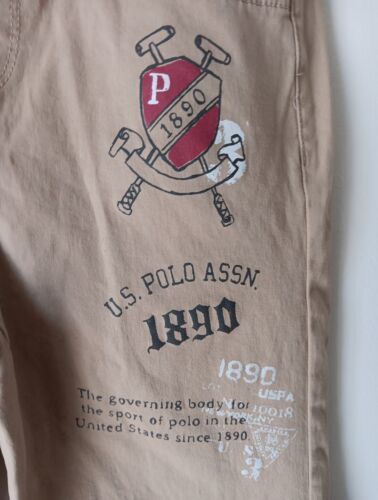 P
1890
U.S. POLO ASSN.
1890
1890
USPA
10018
The governing body for
the sport of polo in the
United States since 1890.